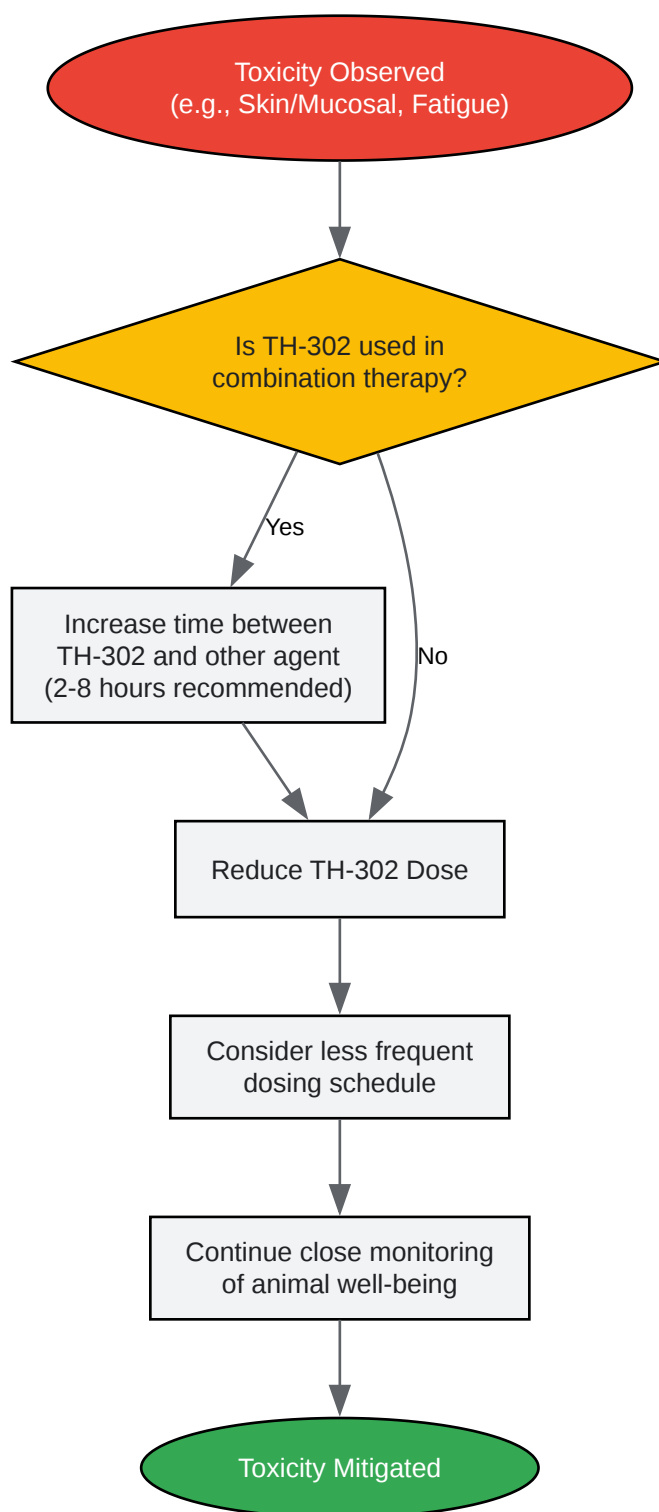 Toxicity Observed
(e.g., Skin/Mucosal, Fatigue)
Is TH-302 used in
combination therapy?
Yes
Increase time between
TH-302 and other agent
(2-8 hours recommended)
No
Reduce TH-302 Dose
Consider less frequent
dosing schedule
Continue close monitoring
of animal well-being
Toxicity Mitigated